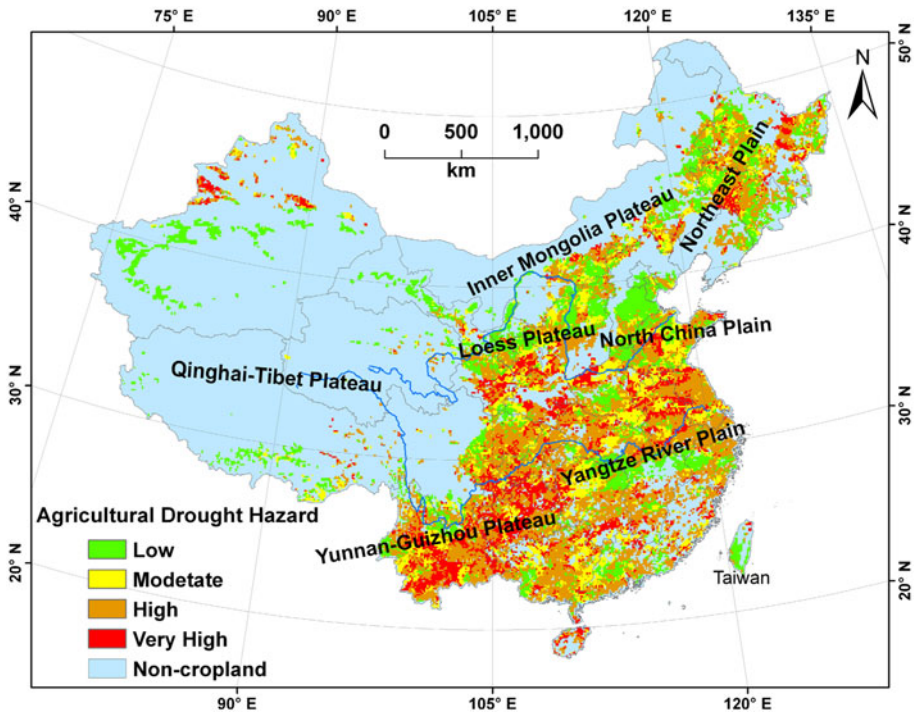 75° E
90° E
105° E
120° E
135° E
50° N
N
0 500 1,000
km
40° N
40° N
Northeast Plain
Inner Mongolia Plateau
Loess Plateau
North China Plain
Qinghai-Tibet Plateau
30° N
30° N
Yangtze River Plain
Agricultural Drought Hazard
Yunnan-Guizhou Plateau
Low
Modetate
High
Very High
Non-cropland
Taiwan
20° N
20° N
90° E
105° E
120° E